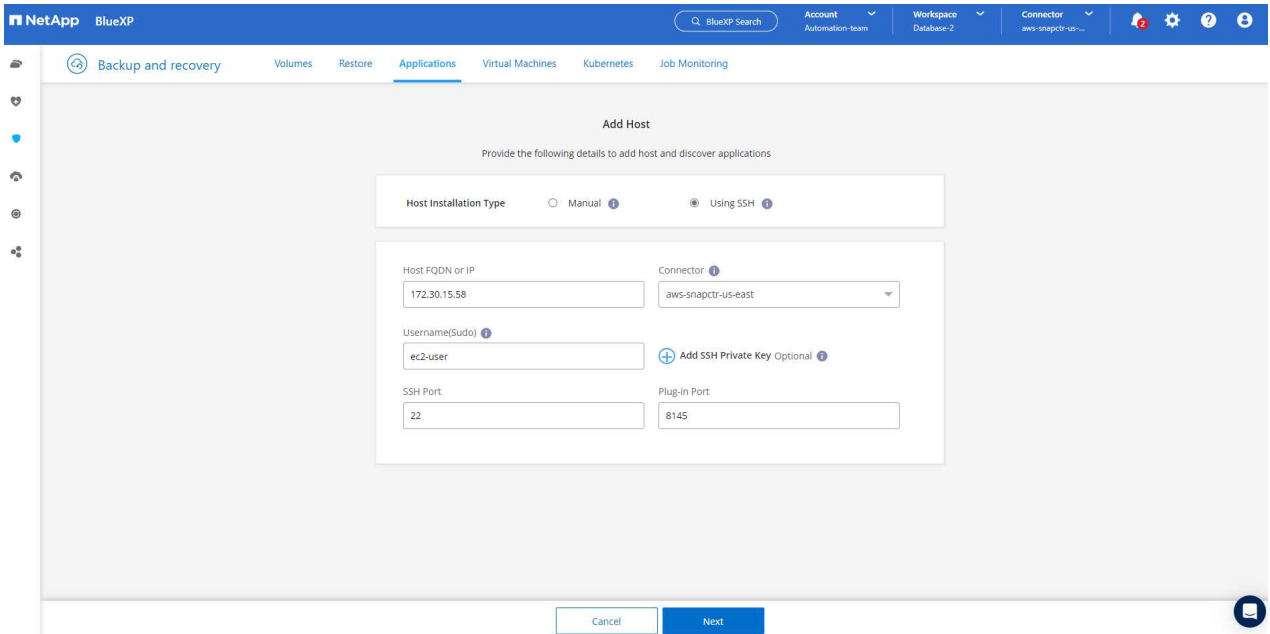 NetApp BlueXP BlueXP Search Account Workspace Connector
Automation-team Database-2 aws-snapctr-us-... 2
Backup and recovery Volumes Restore Applications Virtual Machines Kubernetes Job Monitoring
Add Host
Provide the following details to add host and discover applications
Host Installation Type Manual Using SSH
Host FQDN or IP Connector
172.30.15.58 aws-snapctr-us-east
Username(Sudo)
ec2-user Add SSH Private Key Optional
SSH Port Plug-in Port
22 8145
Cancel Next